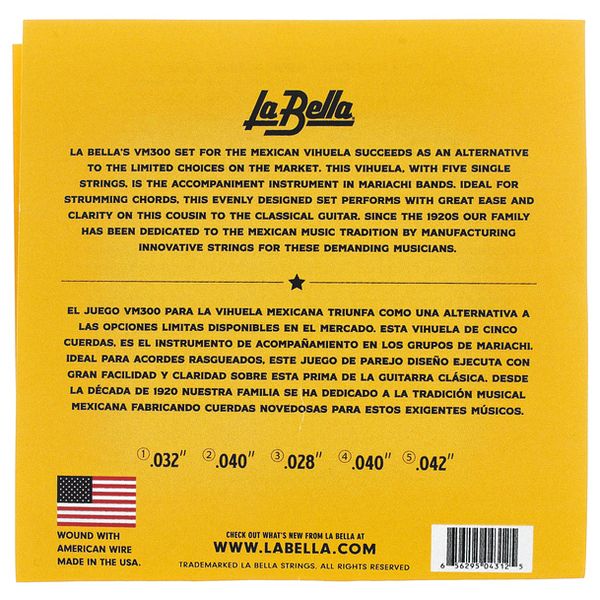 La Bella
LA BELLA'S VM300 SET FOR THE MEXICAN VIHUELA SUCCEEDS AS AN ALTERNATIVE
TO THE LIMITED CHOICES ON THE MARKET. THIS VIHUELA, WITH FIVE SINGLE
STRINGS, IS THE ACCOMPANIMENT INSTRUMENT IN MARIACHI BANDS. IDEAL FOR
STRUMMING CHORDS, THIS EVENLY DESIGNED SET PERFORMS WITH GREAT EASE AND
CLARITY ON THIS COUSIN TO THE CLASSICAL GUITAR. SINCE THE 1920S OUR FAMILY
HAS BEEN DEDICATED TO THE MEXICAN MUSIC TRADITION BY MANUFACTURING
INNOVATIVE STRINGS FOR THESE DEMANDING MUSICIANS.
EL JUEGO VM300 PARA LA VIHUELA MEXICANA TRIUNFA COMO UNA ALTERNATIVA A
LAS OPCIONES LIMITAS DISPONIBLES EN EL MERCADO. ESTA VIHUELA DE CINCO
CUERDAS, ES EL INSTRUMENTO DE ACOMPAÑAMIENTO EN LOS GRUPOS DE MARIACHI.
IDEAL PARA ACORDES RASGUEADOS, ESTE JUEGO DE PAREJO DISEÑO EJECUTA CON
GRAN FACILIDAD Y CLARIDAD SOBRE ESTA PRIMA DE LA GUITARRA CLÁSICA. DESDE
LA DÉCADA DE 1920 NUESTRA FAMILIA SE HA DEDICADO A LA TRADICIÓN MUSICAL
MEXICANA FABRICANDO CUERDAS NOVEDOSAS PARA ESTOS EXIGENTES MÚSICOS.
① .032" ② .040" ③ .028" ④ .040" ⑤ .042"
WOUND WITH
AMERICAN WIRE
MADE IN THE USA.
CHECK OUT WHAT'S NEW FROM LA BELLA AT
WWW.LABELLA.COM
TRADEMARKED LA BELLA STRINGS. ALL RIGHTS RESERVED
6 56295 04312 5